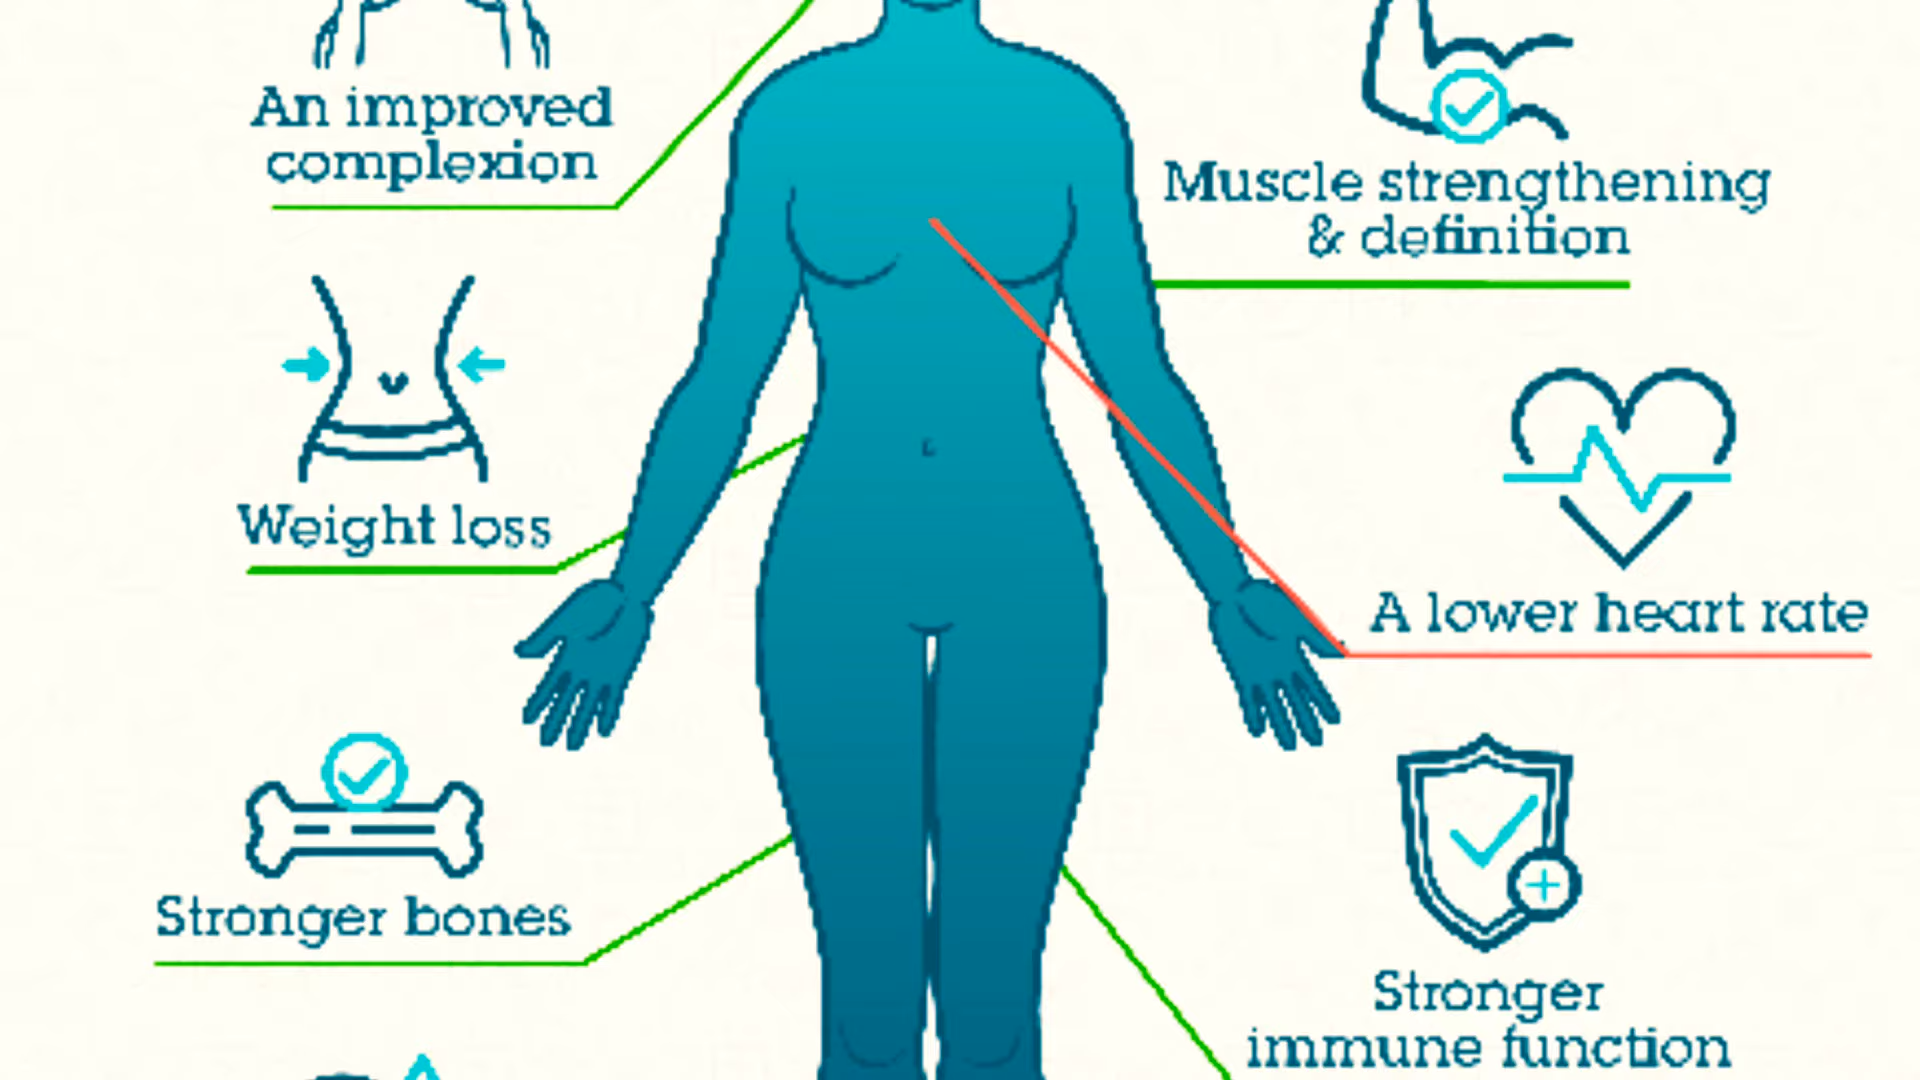 An improved
complexion
Muscle strengthening
& definition
Weight loss
A lower heart rate
Stronger bones
Stronger
immune function